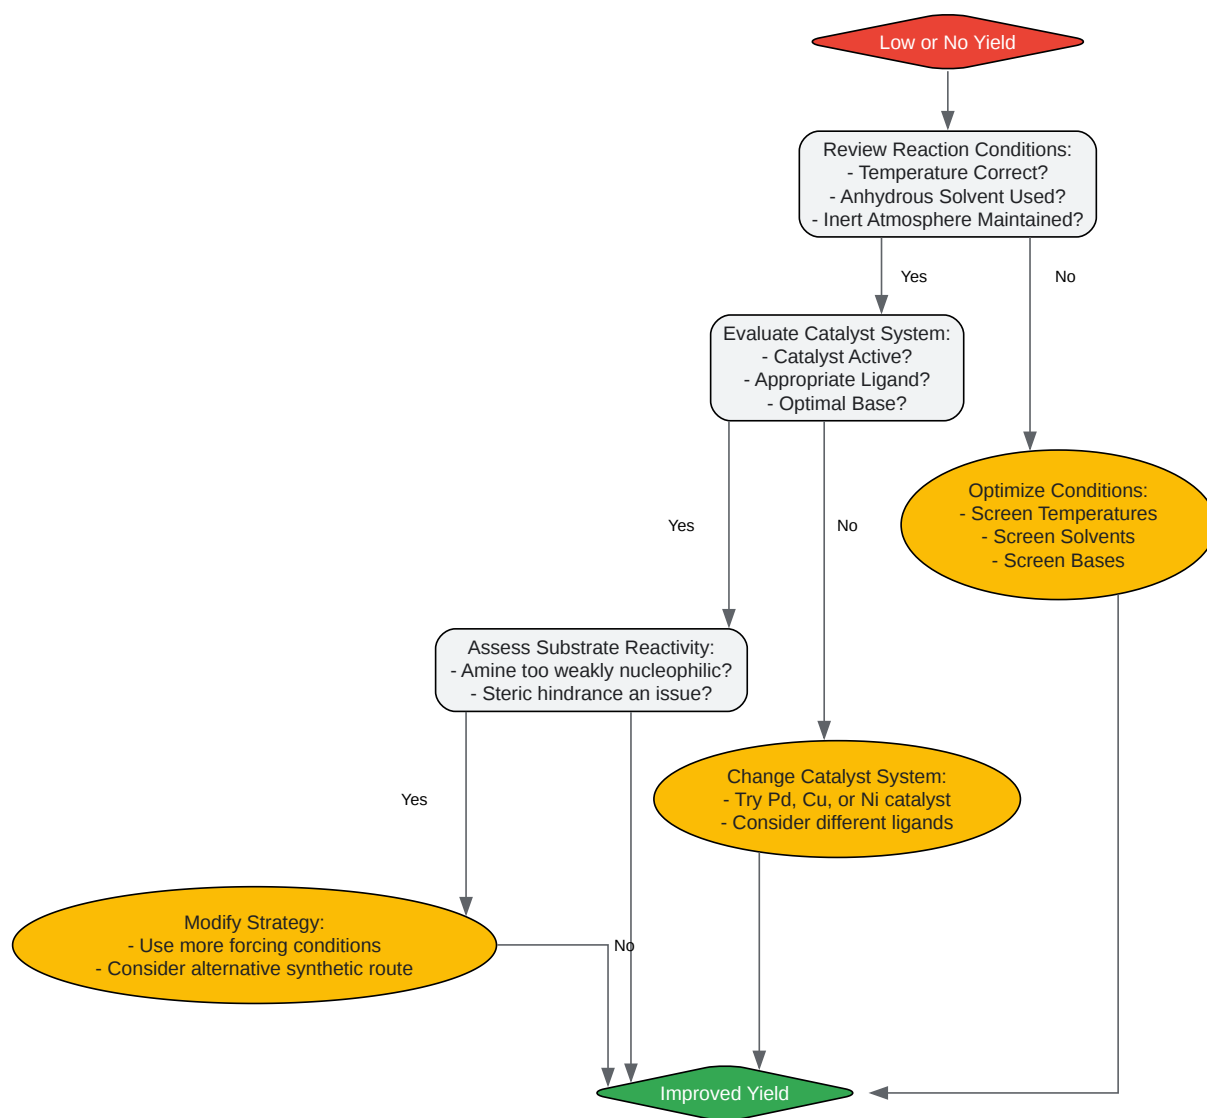 Low or No Yield
Review Reaction Conditions:
- Temperature Correct?
- Anhydrous Solvent Used?
- Inert Atmosphere Maintained?
Yes
No
Evaluate Catalyst System:
- Catalyst Active?
- Appropriate Ligand?
- Optimal Base?
Optimize Conditions:
- Screen Temperatures
- Screen Solvents
- Screen Bases
Yes
No
Assess Substrate Reactivity:
- Amine too weakly nucleophilic?
- Steric hindrance an issue?
Change Catalyst System:
- Try Pd, Cu, or Ni catalyst
- Consider different ligands
Yes
Modify Strategy:
- Use more forcing conditions
- Consider alternative synthetic route
No
Improved Yield